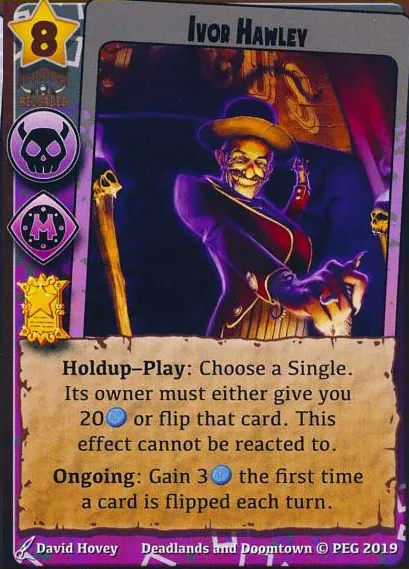 8
IVOR HAWLEY
RELOADED
M
Holdup–Play: Choose a Single.
Its owner must either give you
20 or flip that card. This
effect cannot be reacted to.
Ongoing: Gain 3 the first time
a card is flipped each turn.
David Hovey Deadlands and Doomtown © PEG 2019